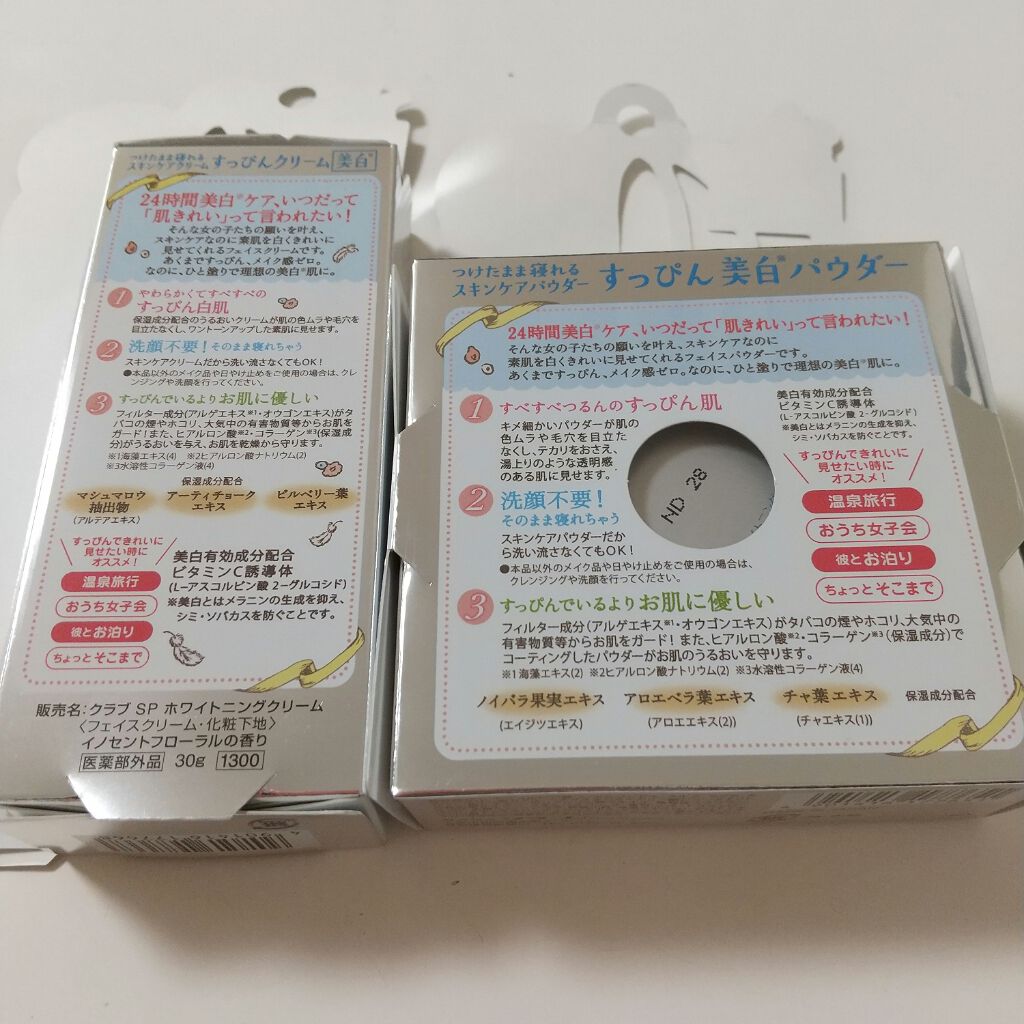 つけたまま寝れる
スキンケアクリーム すっぴんクリーム 美白※
24時間美白※ケア、いつだって
「肌きれい」って言われたい!
そんな女の子たちの願いを叶え、
スキンケアなのに素肌を白くきれいに
見せてくれるフェイスクリームです。
あくまですっぴん、メイク感ゼロ。
なのに、ひと塗りで理想の美白※肌に。
1 やわらかくてすべすべの
すっぴん白肌
保湿成分配合のうるおいクリームが肌の色ムラや毛穴を
目立たなくし、ワントーンアップした素肌に見せます。
2 洗顔不要!そのまま寝れちゃう
スキンケアクリームだから洗い流さなくてもOK!
●本品以外のメイク品や日やけ止めをご使用の場合は、クレ
ンジングや洗顔を行ってください。
3 すっぴんでいるよりお肌に優しい
フィルター成分(アルゲエキス※1・オウゴンエキス)が
タバコの煙やホコリ、大気中の有害物質等からお肌を
ガード!また、ヒアルロン酸※2・コラーゲン※3(保湿成
分)がうるおいを与え、お肌を乾燥から守ります。
※1海藻エキス(4) ※2ヒアルロン酸ナトリウム(2)
※3水溶性コラーゲン液(4)
保湿成分配合
マシュマロウ
抽出物
(アルテアエキス)
アーティチョーク
エキス
ビルベリー葉
エキス
すっぴんできれいに
見せたい時に
オススメ!
温泉旅行
おうち女子会
彼とお泊り
ちょっとそこまで
美白有効成分配合
ビタミンC誘導体
(L-アスコルビン酸 2-グルコシド)
※美白とはメラニンの生成を抑え、
シミ・ソバカスを防ぐことです。
販売名:クラブ SP ホワイトニングクリーム
〈フェイスクリーム・化粧下地〉
イノセントフローラルの香り
医薬部外品 30g 1300
つけたまま寝れる
スキンケアパウダー すっぴん 美白※パウダー
24時間美白※ケア、いつだって「肌きれい」って言われたい!
そんな女の子たちの願いを叶え、スキンケアなのに
素肌を白くきれいに見せてくれるフェイスパウダーです。
あくまですっぴん、メイク感ゼロ。なのに、ひと塗りで理想の美白※肌に。
1 すべすべつるんのすっぴん肌
キメ細かいパウダーが肌の
色ムラや毛穴を目立た
なくし、テカリをおさえ、
湯上りのような透明感
のある肌に見せます。
2 洗顔不要!
そのまま寝れちゃう
スキンケアパウダーだか
ら洗い流さなくてもOK!
●本品以外のメイク品や日やけ止めをご使用の場合は、
クレンジングや洗顔を行ってください。
ND 28
美白有効成分配合
ビタミンC誘導体
(L-アスコルビン酸 2-グルコシド)
※美白とはメラニンの生成を抑え、
シミ・ソバカスを防ぐことです。
すっぴんできれいに
見せたい時に
オススメ!
温泉旅行
おうち女子会
彼とお泊り
ちょっとそこまで
3 すっぴんでいるよりお肌に優しい
フィルター成分(アルゲエキス※1・オウゴンエキス)がタバコの煙やホコリ、大気中の
有害物質等からお肌をガード!また、ヒアルロン酸※2・コラーゲン※3(保湿成分)で
コーティングしたパウダーがお肌のうるおいを守ります。
※1海藻エキス(2) ※2ヒアルロン酸ナトリウム(2) ※3水溶性コラーゲン液(4)
ノイバラ果実エキス
(エイジツエキス)
アロエベラ葉エキス
(アロエエキス(2))
チャ葉エキス
(チャエキス(1))
保湿成分配合